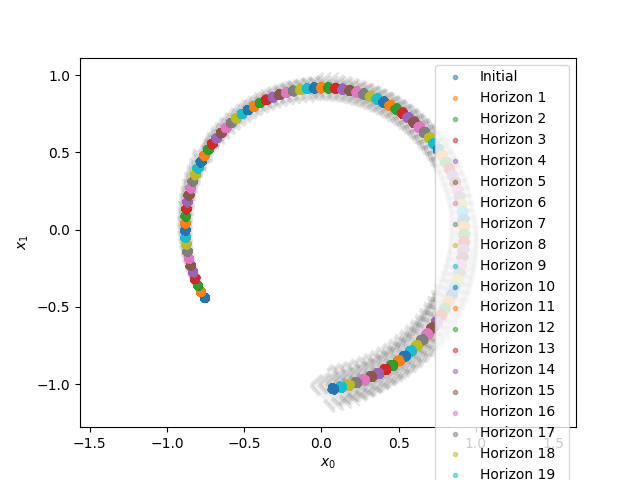 1.0
0.5
0.0
−0.5
−1.0
x₁
−1.5
−1.0
−0.5
0.0
0.5
1.0
1.5
x₀
Initial
Horizon 1
Horizon 2
Horizon 3
Horizon 4
Horizon 5
Horizon 6
Horizon 7
Horizon 8
Horizon 9
Horizon 10
Horizon 11
Horizon 12
Horizon 13
Horizon 14
Horizon 15
Horizon 16
Horizon 17
Horizon 18
Horizon 19